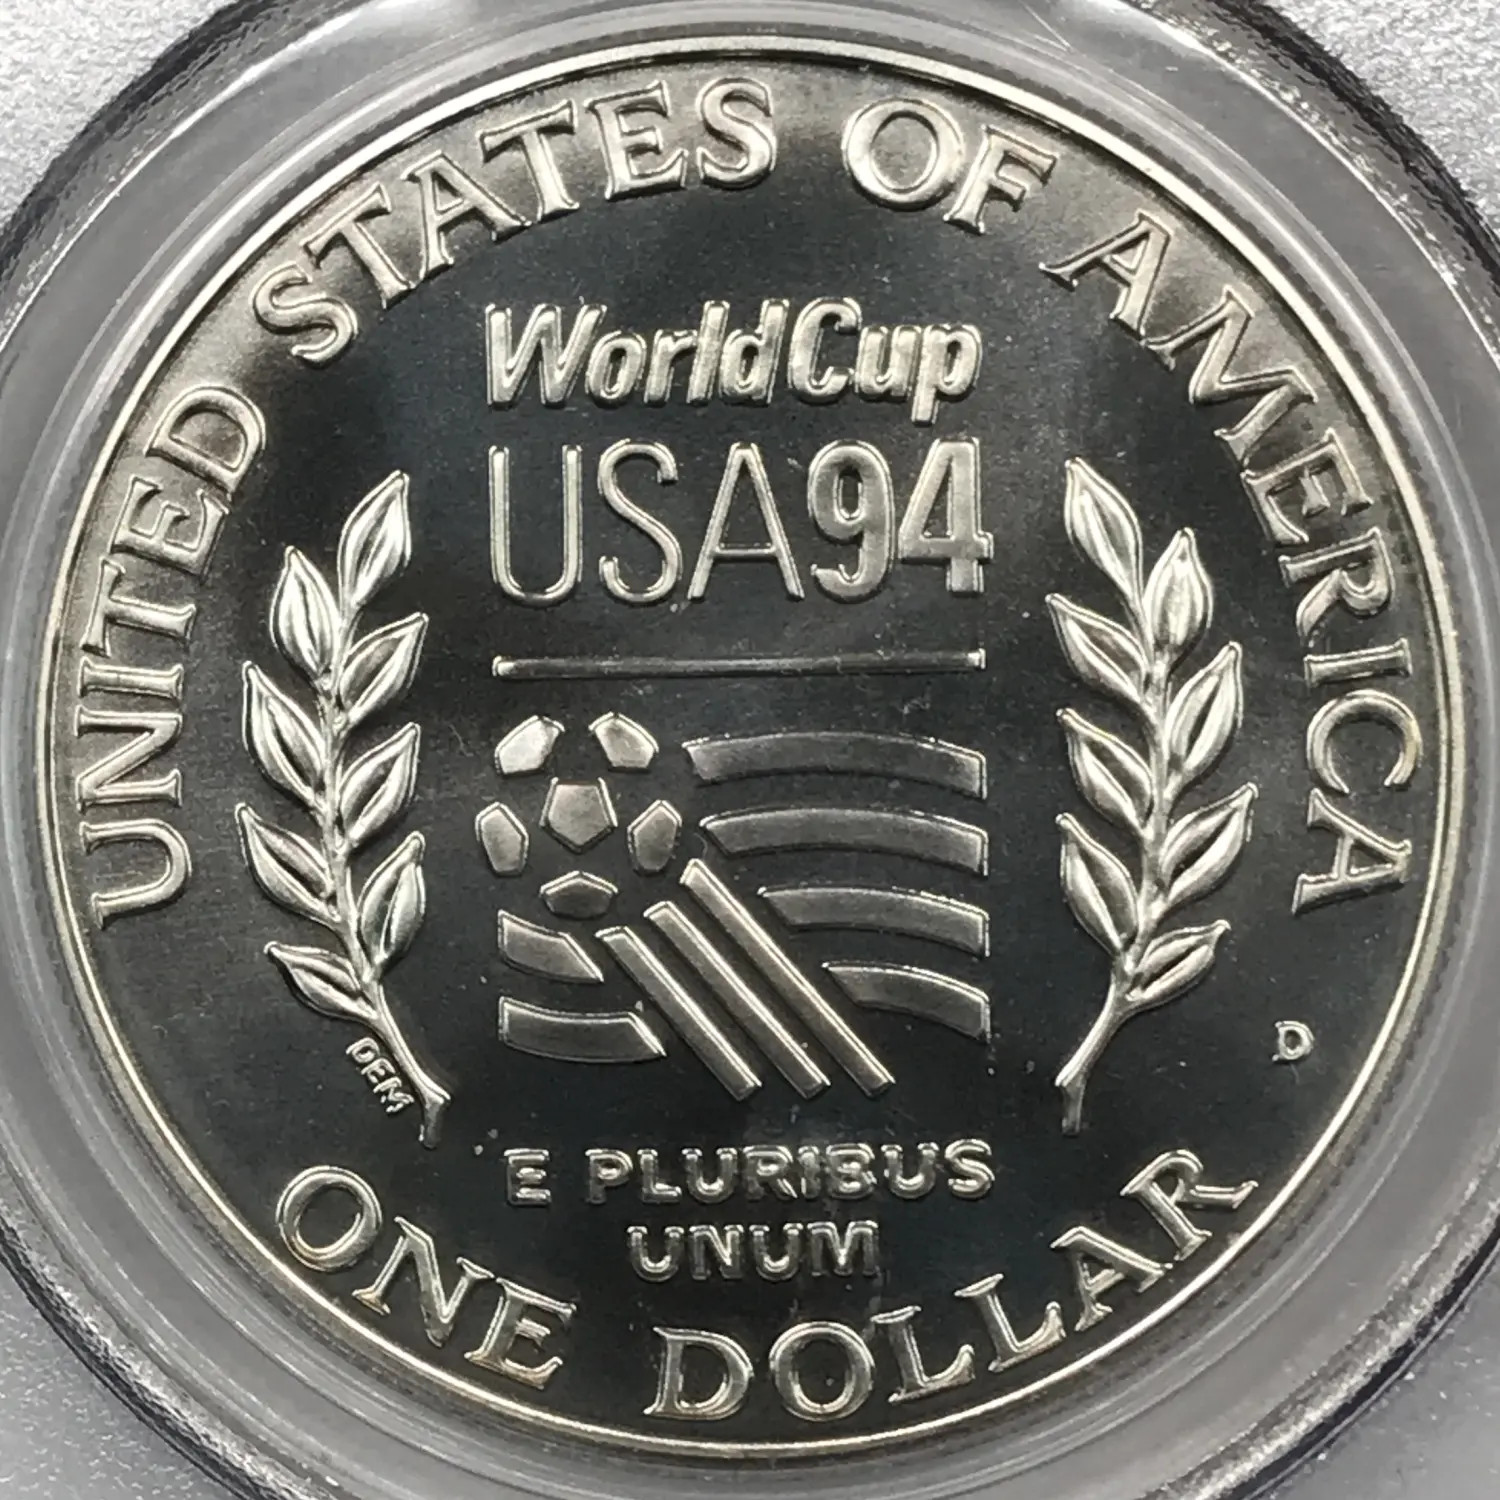 UNITED STATES OF AMERICA
WorldCup
USA94
D
DEM
E PLURIBUS
UNUM
ONE DOLLAR